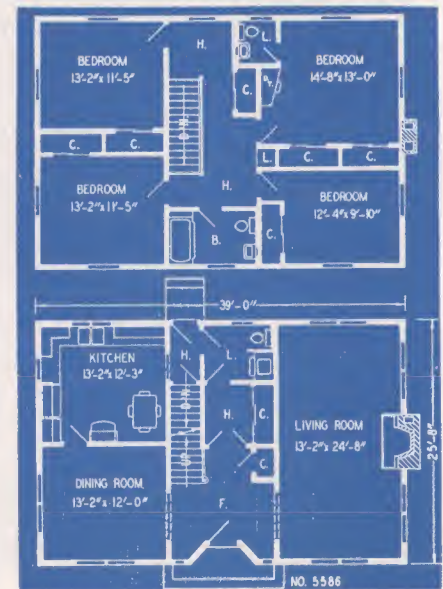 BEDROOM
13'-2" x 11'-5"
H.
L.
BEDROOM
14'-8" x 13'-0"
C.
C.
C.
L.
C.
C.
BEDROOM
13'-2" x 11'-5"
H.
BEDROOM
12'-4" x 9'-10"
B.
C.
39'-0"
KITCHEN
13'-2" x 12'-3"
H.
L.
H.
C.
LIVING ROOM
13'-2" x 24'-8"
25'-8"
C.
DINING ROOM
13'-2" x 12'-0"
F.
NO. 5586